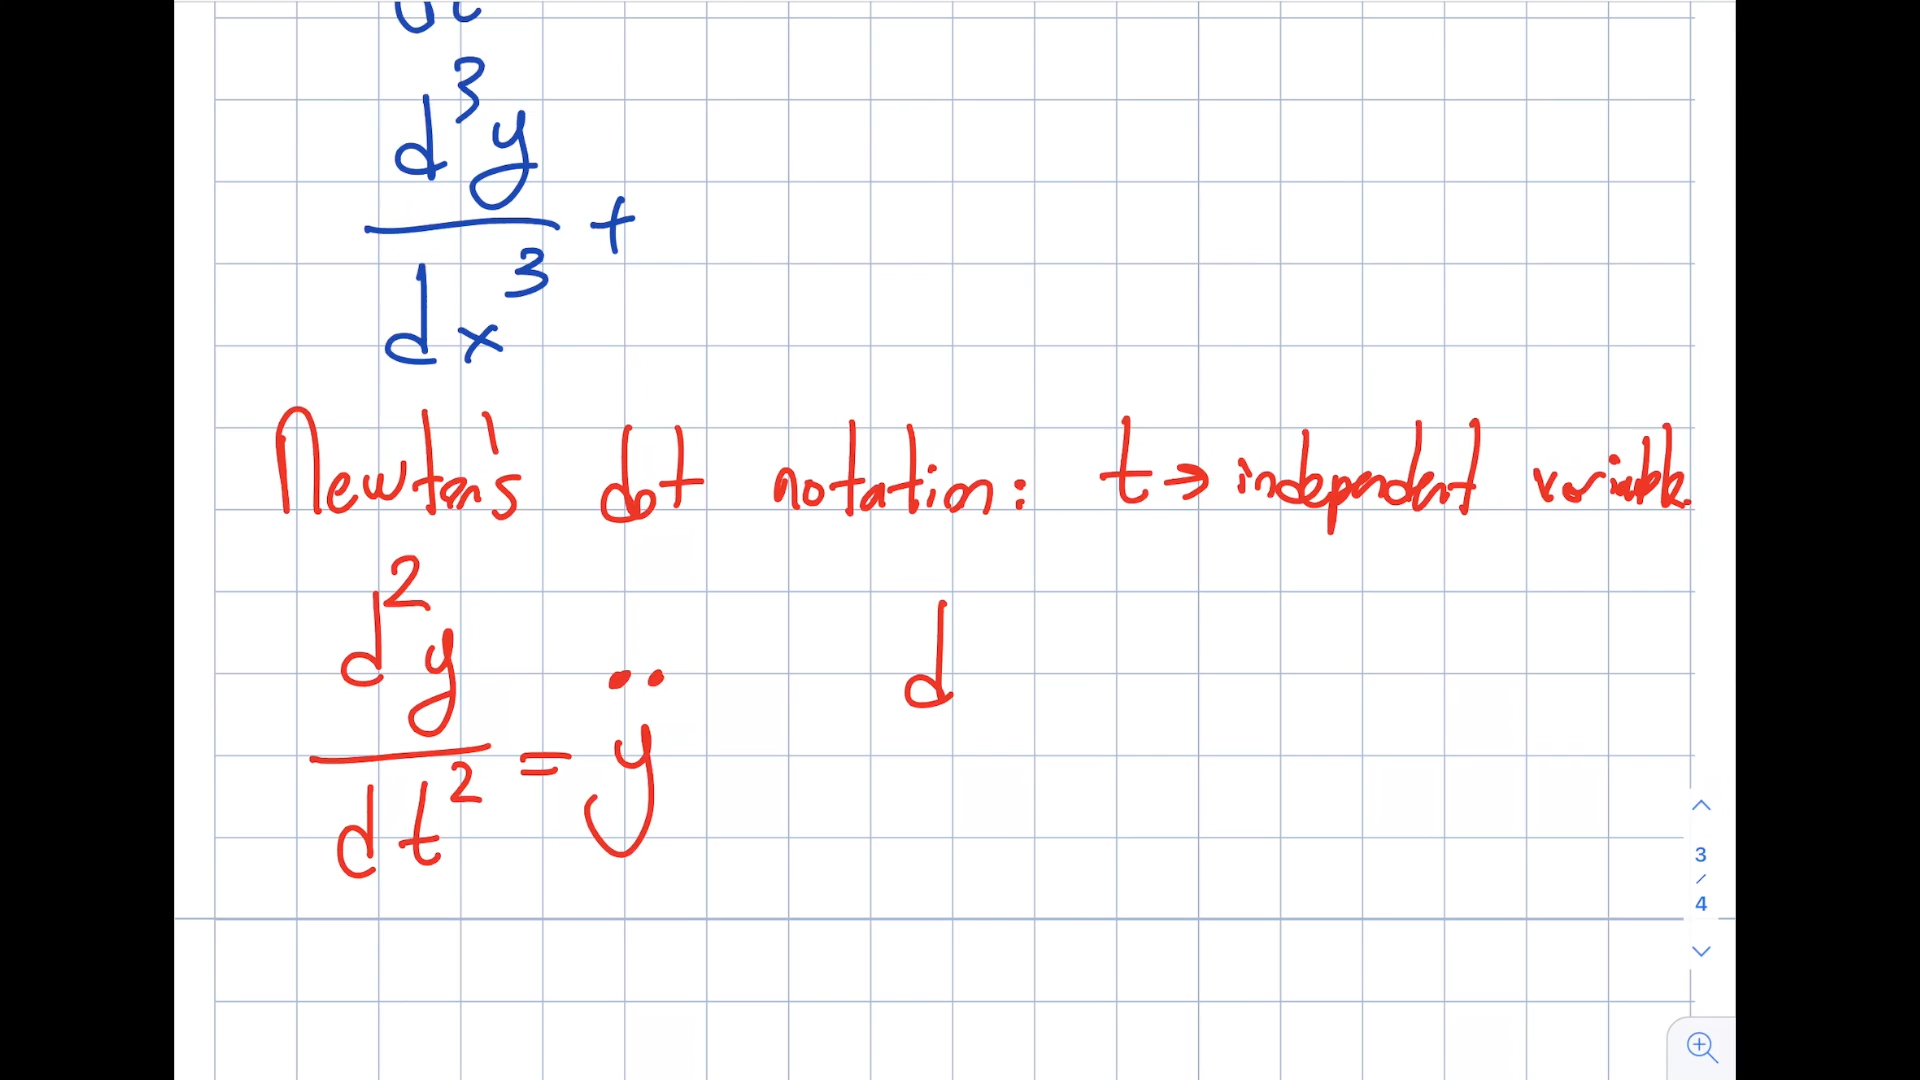 d³y/dx³ +
Newton's dot notation: t → independent variable.
d²y/dt² = ÿ d
3
/
4